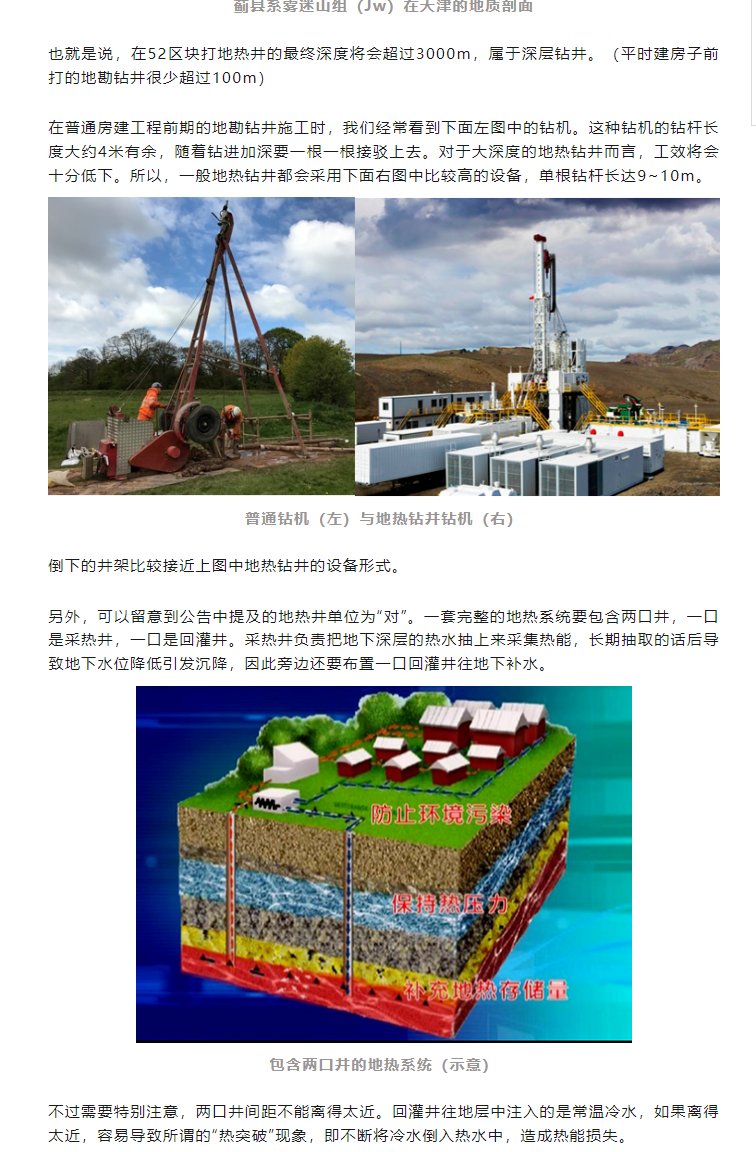 蓟县系雾迷山组（Jw）在天津的地质剖面
也就是说，在52区块打地热井的最终深度将会超过3000m，属于深层钻井。（平时建房子前
打的地勘钻井很少超过100m）
在普通房建工程前期的地勘钻井施工时，我们经常看到下面左图中的钻机。这种钻机的钻杆长
度大约4米有余，随着钻进加深要一根一根接驳上去。对于大深度的地热钻井而言，工效将会
十分低下。所以，一般地热钻井都会采用下面右图中比较高的设备，单根钻杆长达9~10m。
普通钻机（左）与地热钻井钻机（右）
倒下的井架比较接近上图中地热钻井的设备形式。
另外，可以留意到公告中提及的地热井单位为“对”。一套完整的地热系统要包含两口井，一口
是采热井，一口是回灌井。采热井负责把地下深层的热水抽上来采集热能，长期抽取的话后导
致地下水位降低引发沉降，因此旁边还要布置一口回灌井往地下补水。
防止环境污染
保持热压力
补充地热存储量
包含两口井的地热系统（示意）
不过需要特别注意，两口井间距不能离得太近。回灌井往地层中注入的是常温冷水，如果离得
太近，容易导致所谓的“热突破”现象，即不断将冷水倒入热水中，造成热能损失。